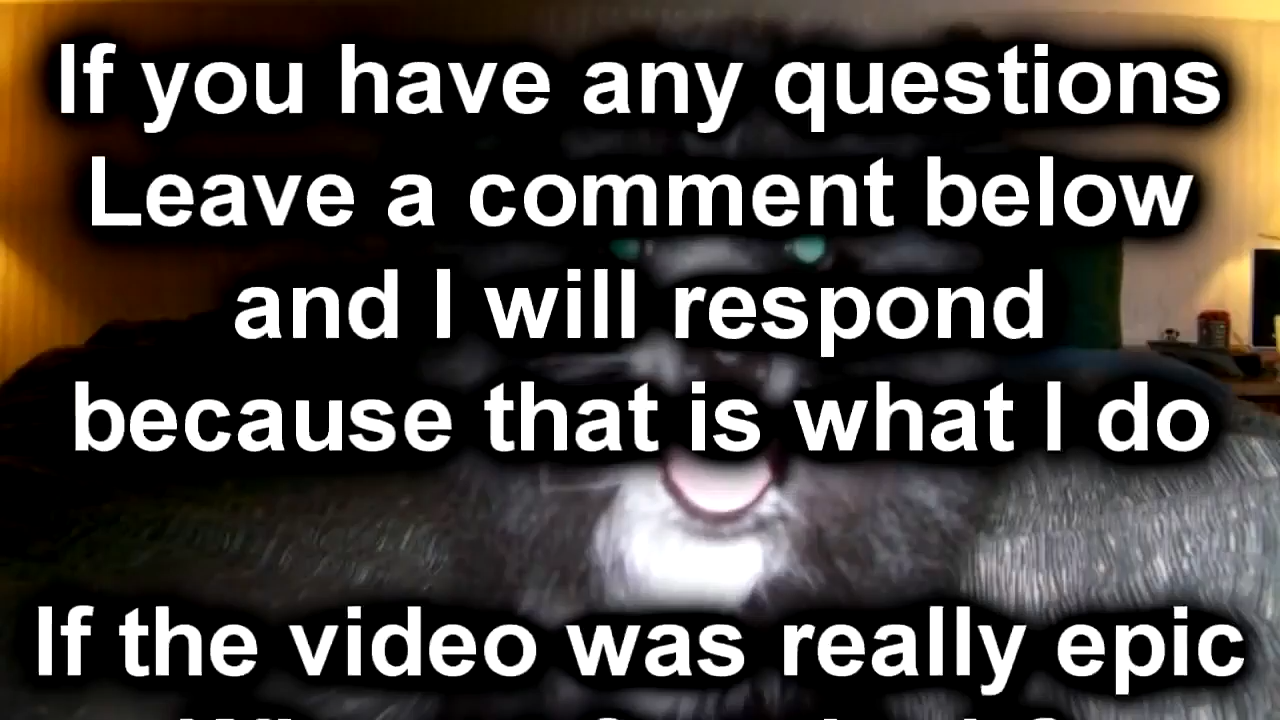 If you have any questions
Leave a comment below
and I will respond
because that is what I do
If the video was really epic